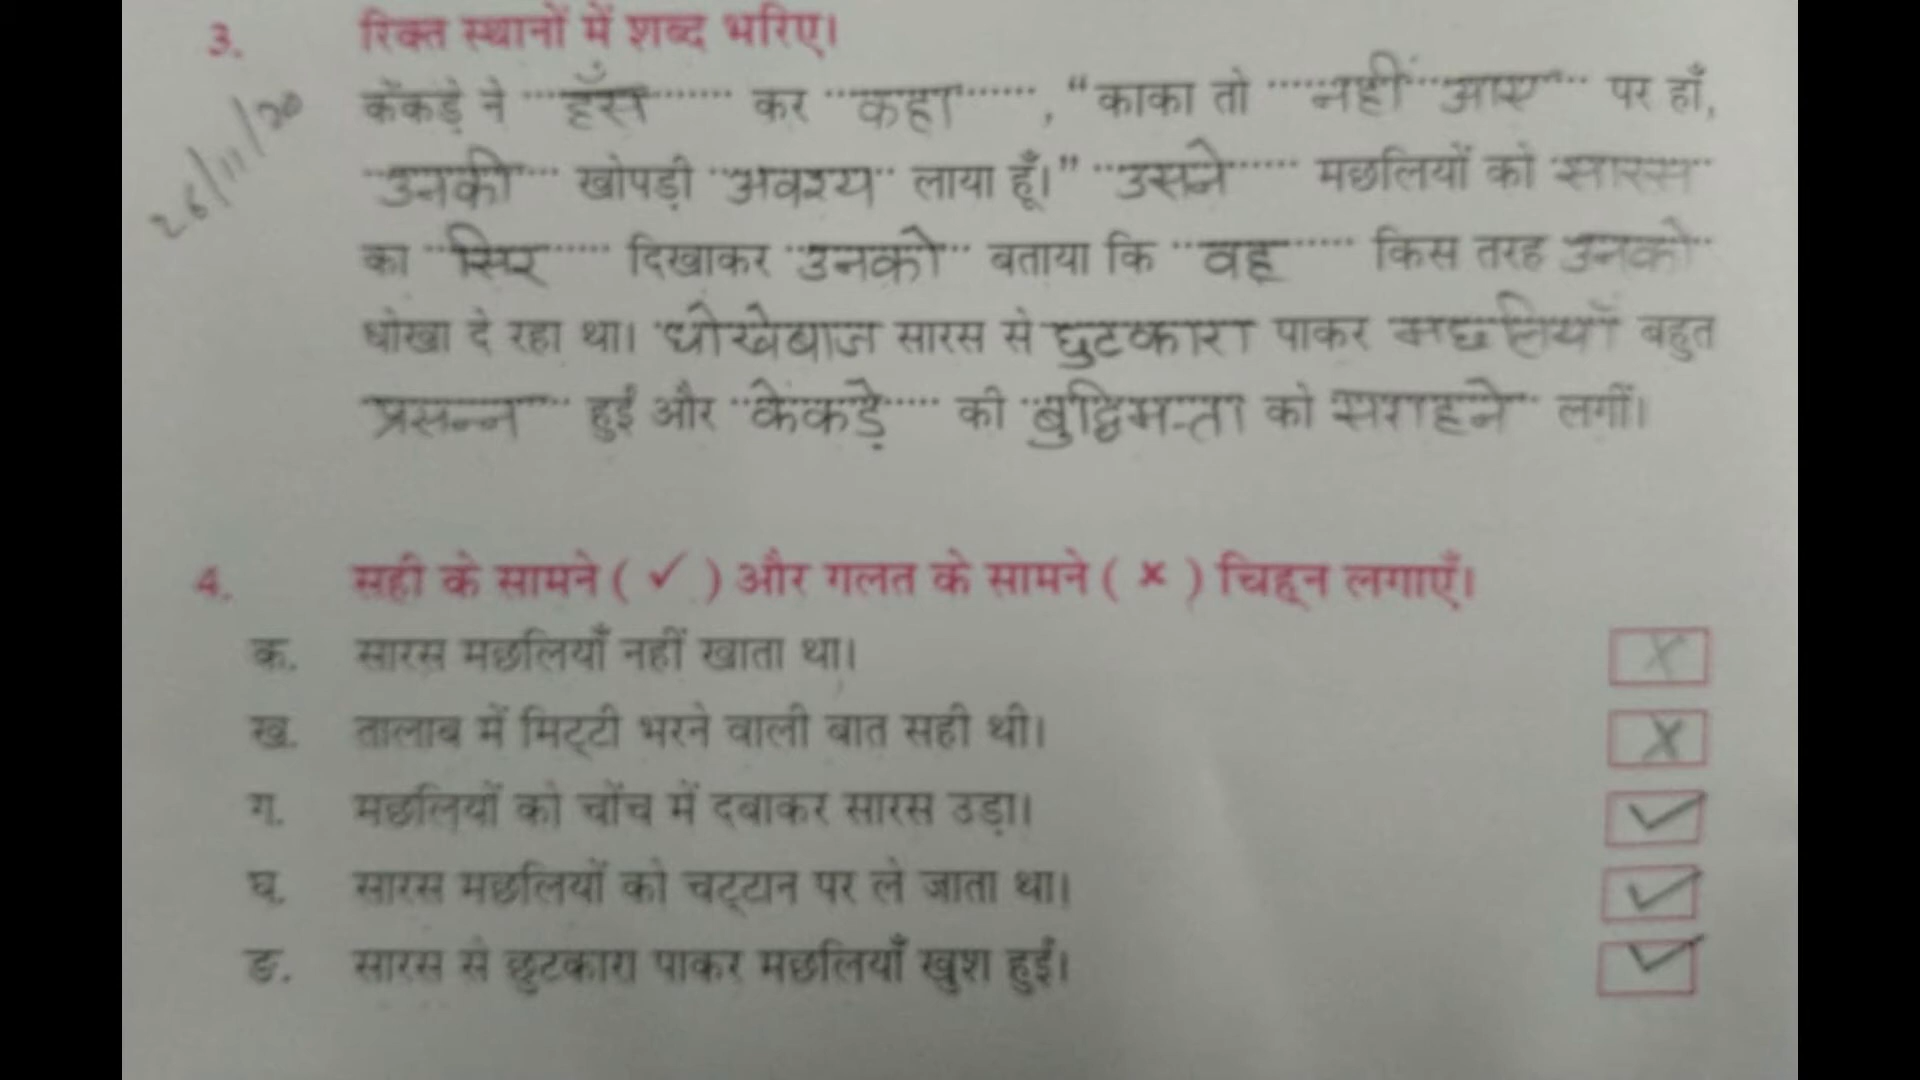 3. रिक्त स्थानों में शब्द भरिए।
केंकड़े ने हँस कर कहा, "काका तो नहीं आए पर हाँ,
26/11/20
उनकी खोपड़ी अवश्य लाया हूँ।" उसने मछलियों को सारस
का सिर दिखाकर उनको बताया कि वह किस तरह उनको
धोखा दे रहा था। धोखेबाज सारस से छुटकारा पाकर मछलियाँ बहुत
प्रसन्न हुईं और केंकड़े की बुद्धिमत्ता को सराहने लगीं।
4. सही के सामने ( ✓ ) और गलत के सामने ( × ) चिह्न लगाएँ।
क. सारस मछलियाँ नहीं खाता था। ×
ख. तालाब में मिट्टी भरने वाली बात सही थी। ×
ग. मछलियों को चोंच में दबाकर सारस उड़ा। ✓
घ. सारस मछलियों को चट्टान पर ले जाता था। ✓
ङ. सारस से छुटकारा पाकर मछलियाँ खुश हुईं। ✓